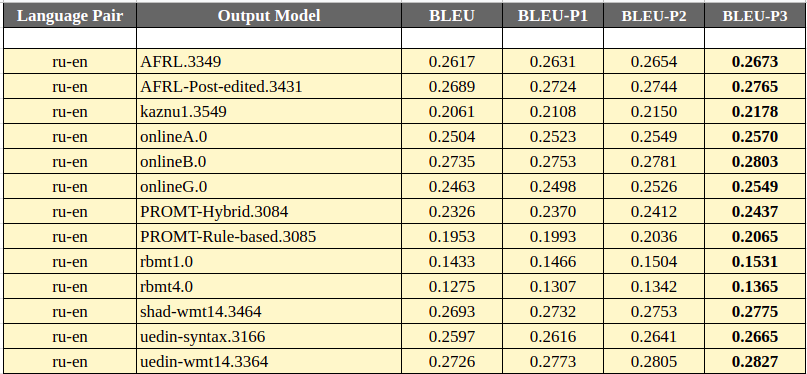 Language Pair Output Model BLEU BLEU-P1 BLEU-P2 BLEU-P3
ru-en AFRL.3349 0.2617 0.2631 0.2654 0.2673
ru-en AFRL-Post-edited.3431 0.2689 0.2724 0.2744 0.2765
ru-en kaznu1.3549 0.2061 0.2108 0.2150 0.2178
ru-en onlineA.0 0.2504 0.2523 0.2549 0.2570
ru-en onlineB.0 0.2735 0.2753 0.2781 0.2803
ru-en onlineG.0 0.2463 0.2498 0.2526 0.2549
ru-en PROMT-Hybrid.3084 0.2326 0.2370 0.2412 0.2437
ru-en PROMT-Rule-based.3085 0.1953 0.1993 0.2036 0.2065
ru-en rbmt1.0 0.1433 0.1466 0.1504 0.1531
ru-en rbmt4.0 0.1275 0.1307 0.1342 0.1365
ru-en shad-wmt14.3464 0.2693 0.2732 0.2753 0.2775
ru-en uedin-syntax.3166 0.2597 0.2616 0.2641 0.2665
ru-en uedin-wmt14.3364 0.2726 0.2773 0.2805 0.2827